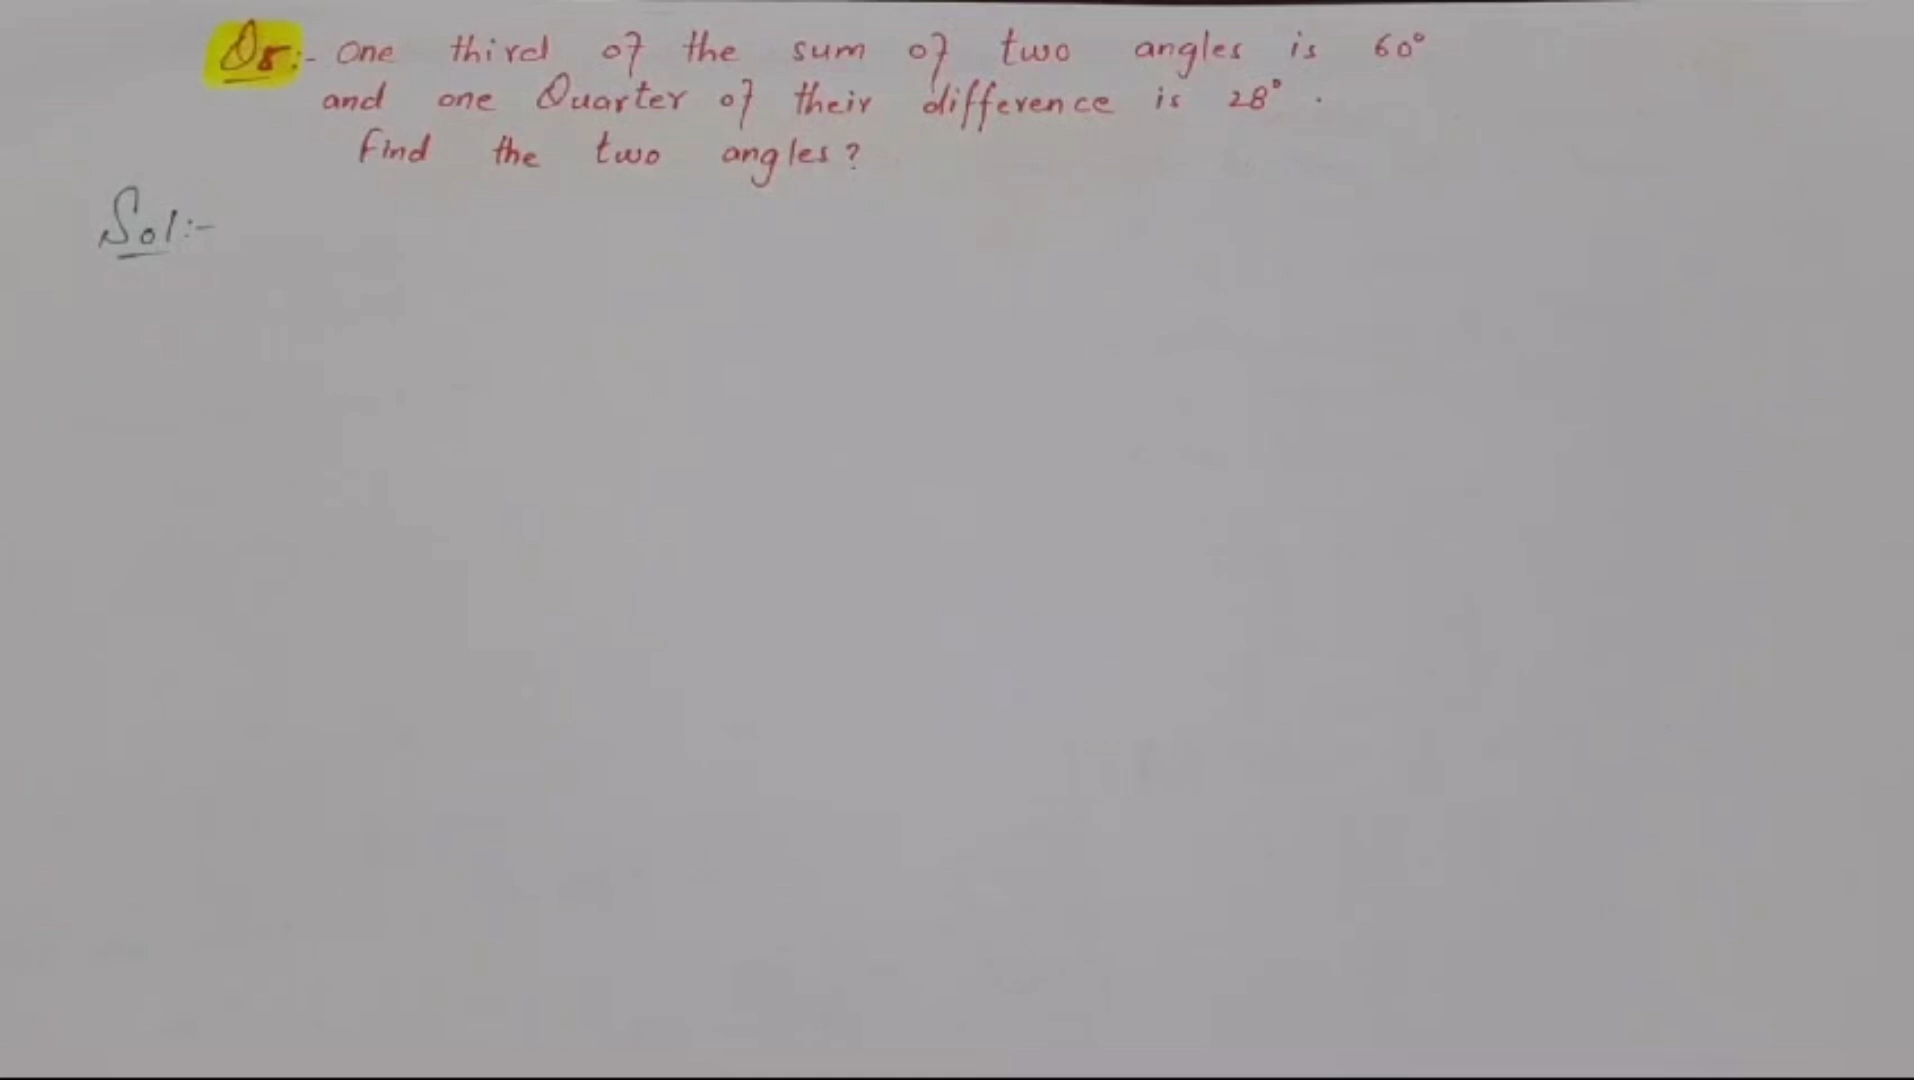 Q8:- One third of the sum of two angles is 60°
and one Quarter of their difference is 28° .
find the two angles?
Sol:-